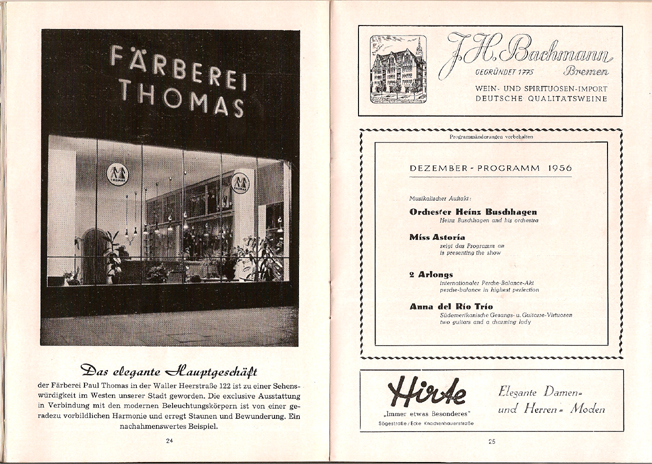 FÄRBEREI
THOMAS
Das elegante Hauptgeschäft
der Färberei Paul Thomas in der Waller Heerstraße 122 ist zu einer Sehens-
würdigkeit im Westen unserer Stadt geworden. Die exclusive Ausstattung
in Verbindung mit den modernen Beleuchtungskörpern ist von einer ge-
radezu vorbildlichen Harmonie und erregt Staunen und Bewunderung. Ein
nachahmenswertes Beispiel.
24
J. H. Bachmann
GEGRÜNDET 1775 Bremen
WEIN- UND SPIRITUOSEN-IMPORT
DEUTSCHE QUALITÄTSWEINE
Programmänderungen vorbehalten
DEZEMBER - PROGRAMM 1956
Musikalischer Auftakt:
Orchester Heinz Buschhagen
Heinz Buschhagen and his orchestra
Miss Astoria
zeigt das Programm an
is presenting the show
2 Arlongs
Internationaler Perche-Balance-Akt
perche-balance in highest perfection
Anna del Rio Trio
Südamerikanische Gesangs- u. Guitarre-Virtuosen
two guitars and a charming lady
Hirte
„Immer etwas Besonderes"
Sögestraße / Ecke Knochenhauerstraße
Elegante Damen-
und Herren - Moden
25